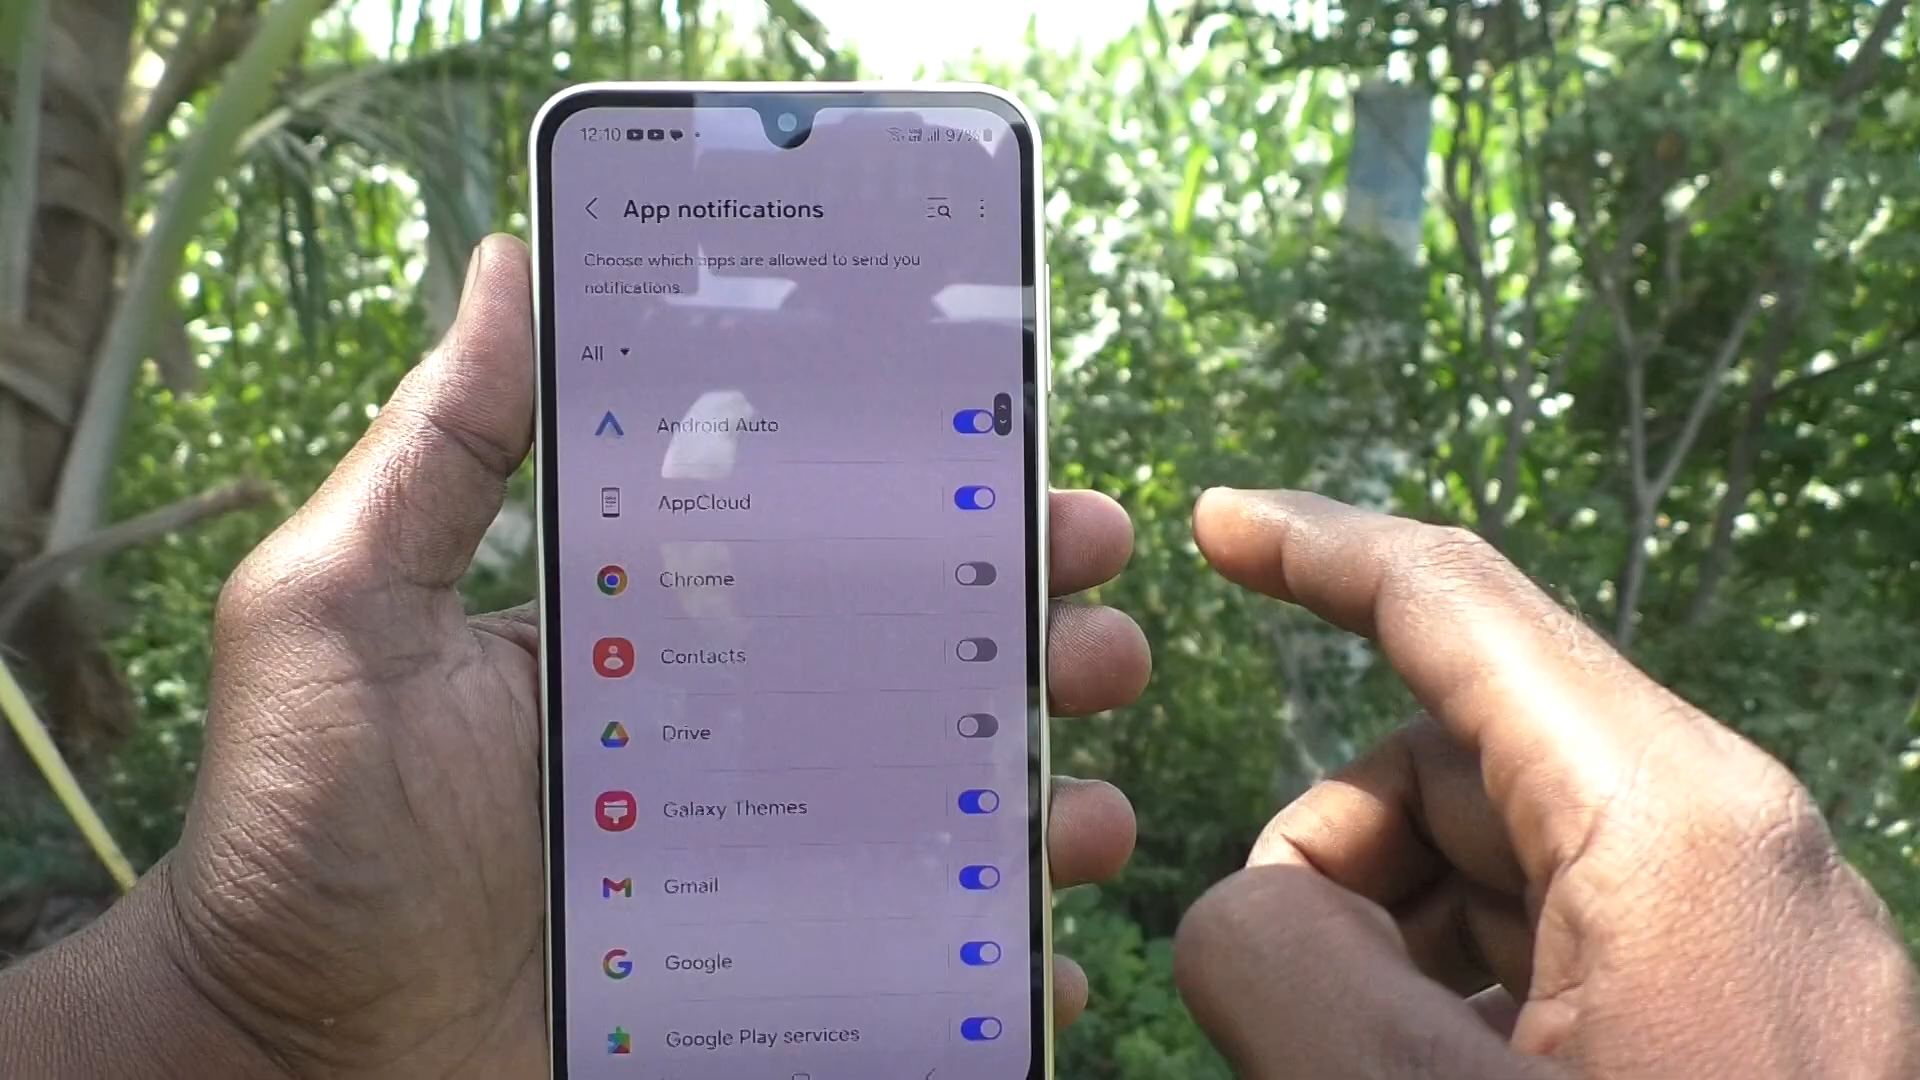 12:10 97%
App notifications
Choose which apps are allowed to send you
notifications.
All
Android Auto
AppCloud
Chrome
Contacts
Drive
Galaxy Themes
Gmail
Google
Google Play services